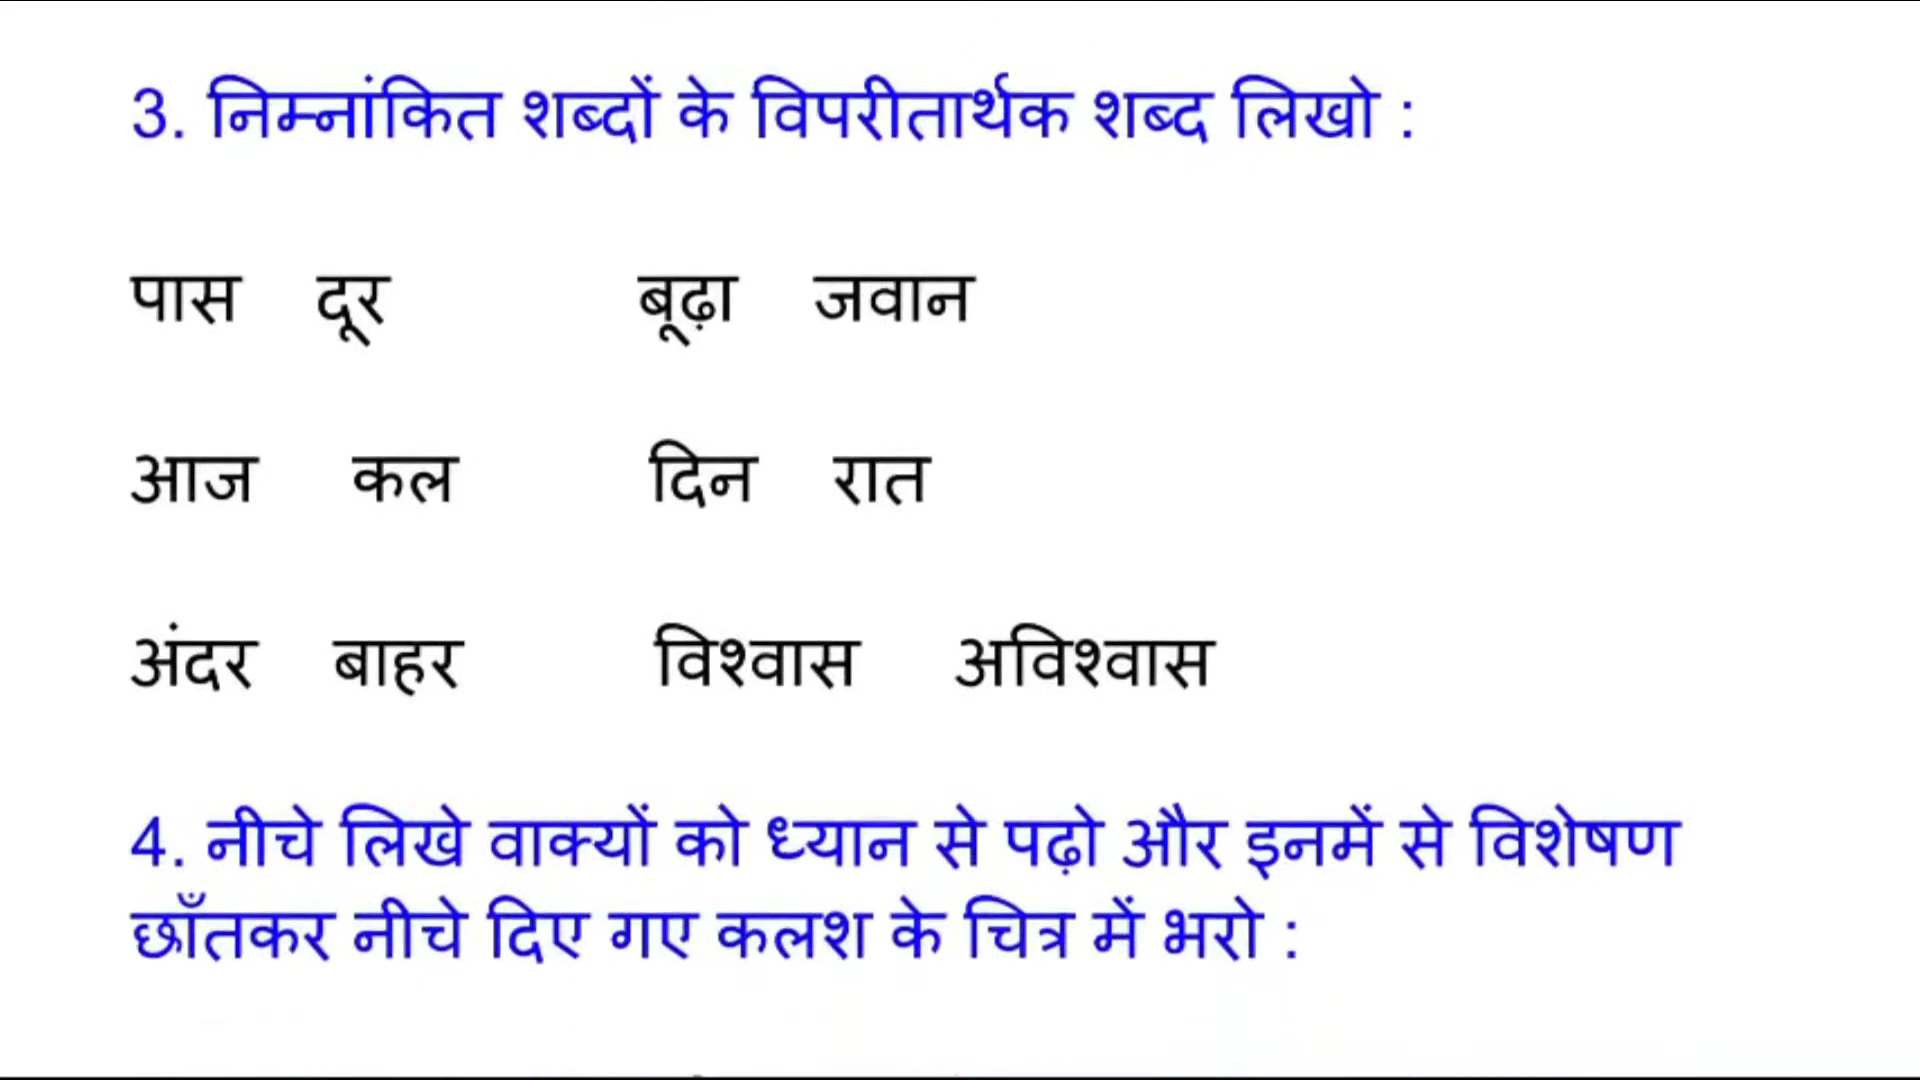 3. निम्नांकित शब्दों के विपरीतार्थक शब्द लिखो :
पास दूर बूढ़ा जवान
आज कल दिन रात
अंदर बाहर विश्वास अविश्वास
4. नीचे लिखे वाक्यों को ध्यान से पढ़ो और इनमें से विशेषण
छाँतकर नीचे दिए गए कलश के चित्र में भरो :